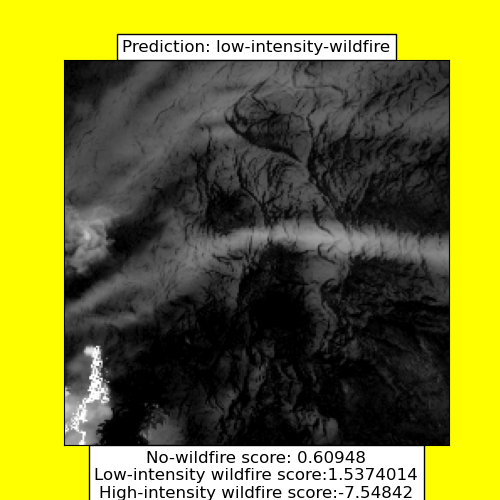 Prediction: low-intensity-wildfire
No-wildfire score: 0.60948
Low-intensity wildfire score:1.5374014
High-intensity wildfire score:-7.54842